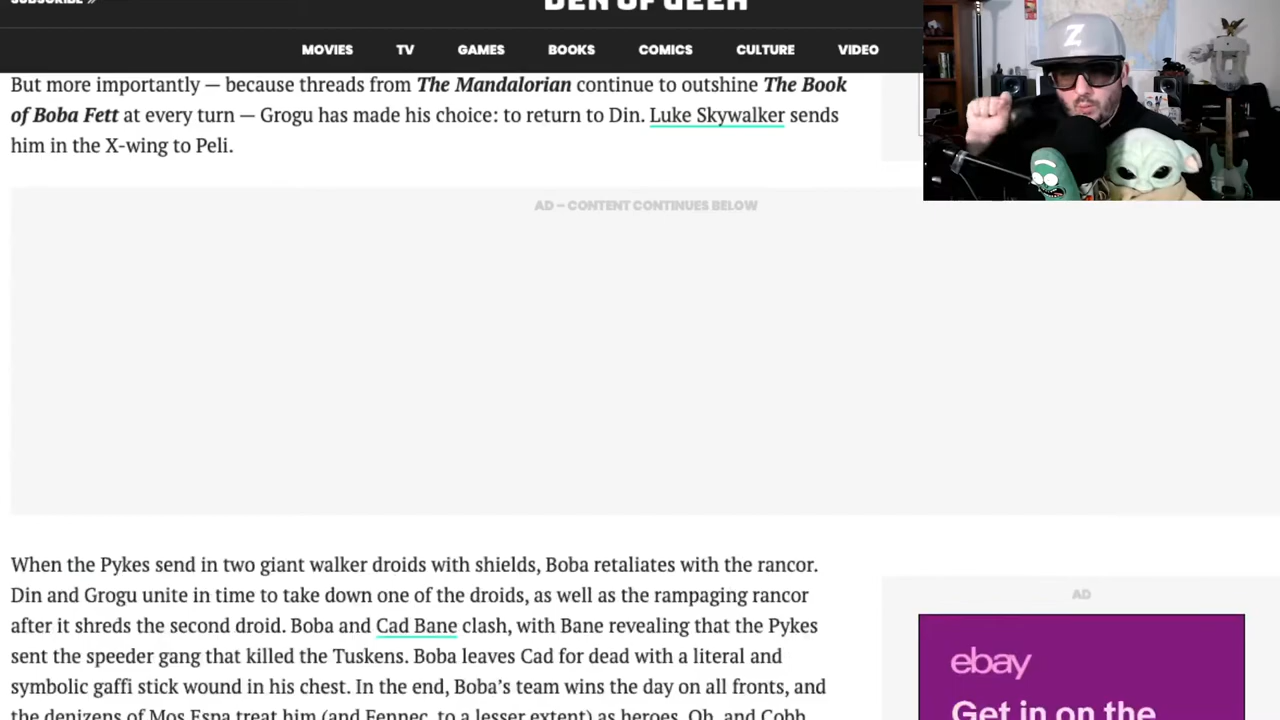 SUBSCRIBE »
DEN OF GEEK
MOVIES TV GAMES BOOKS COMICS CULTURE VIDEO
But more importantly — because threads from The Mandalorian continue to outshine The Book
of Boba Fett at every turn — Grogu has made his choice: to return to Din. Luke Skywalker sends
him in the X-wing to Peli.
AD – CONTENT CONTINUES BELOW
When the Pykes send in two giant walker droids with shields, Boba retaliates with the rancor.
Din and Grogu unite in time to take down one of the droids, as well as the rampaging rancor
after it shreds the second droid. Boba and Cad Bane clash, with Bane revealing that the Pykes
sent the speeder gang that killed the Tuskens. Boba leaves Cad for dead with a literal and
symbolic gaffi stick wound in his chest. In the end, Boba’s team wins the day on all fronts, and
the denizens of Mos Espa treat him (and Fennec, to a lesser extent) as heroes. Oh, and Cobb
AD
ebay
Get in on the
Z